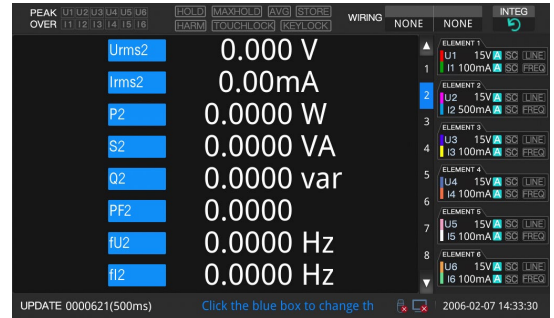 PEAK U1 U2 U3 U4 U5 U6 HOLD MAXHOLD AVG STORE WIRING INTEG
OVER I1 I2 I3 I4 I5 I6 HARM TOUCHLOCK KEYLOCK NONE NONE
Urms2 0.000 V
Irms2 0.00mA
P2 0.0000 W
S2 0.0000 VA
Q2 0.0000 var
PF2 0.0000
fU2 0.0000 Hz
fI2 0.0000 Hz
1
2
3
4
5
6
7
8
ELEMENT 1
U1 15V A SC LINE
I1 100mA A SC FREQ
ELEMENT 2
U2 15V A SC LINE
I2 500mA A SC FREQ
ELEMENT 3
U3 15V A SC LINE
I3 100mA A SC FREQ
ELEMENT 4
U4 15V A SC LINE
I4 100mA A SC FREQ
ELEMENT 5
U5 15V A SC LINE
I5 100mA A SC FREQ
ELEMENT 6
U6 15V A SC LINE
I6 100mA A SC FREQ
UPDATE 0000621(500ms) Click the blue box to change th 2006-02-07 14:33:30